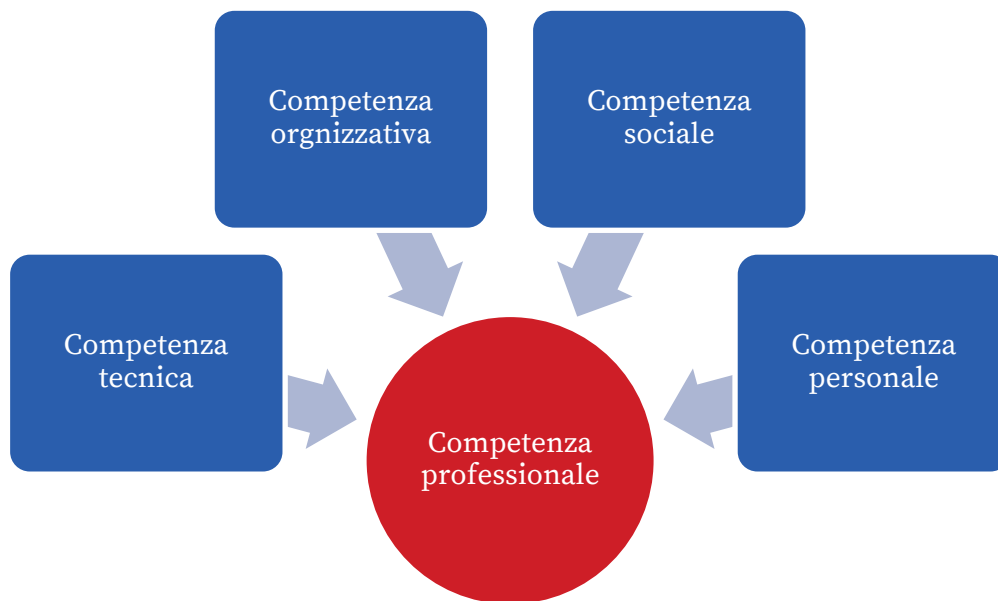 Competenza
orgnizzativa
Competenza
sociale
Competenza
tecnica
Competenza
personale
Competenza
professionale